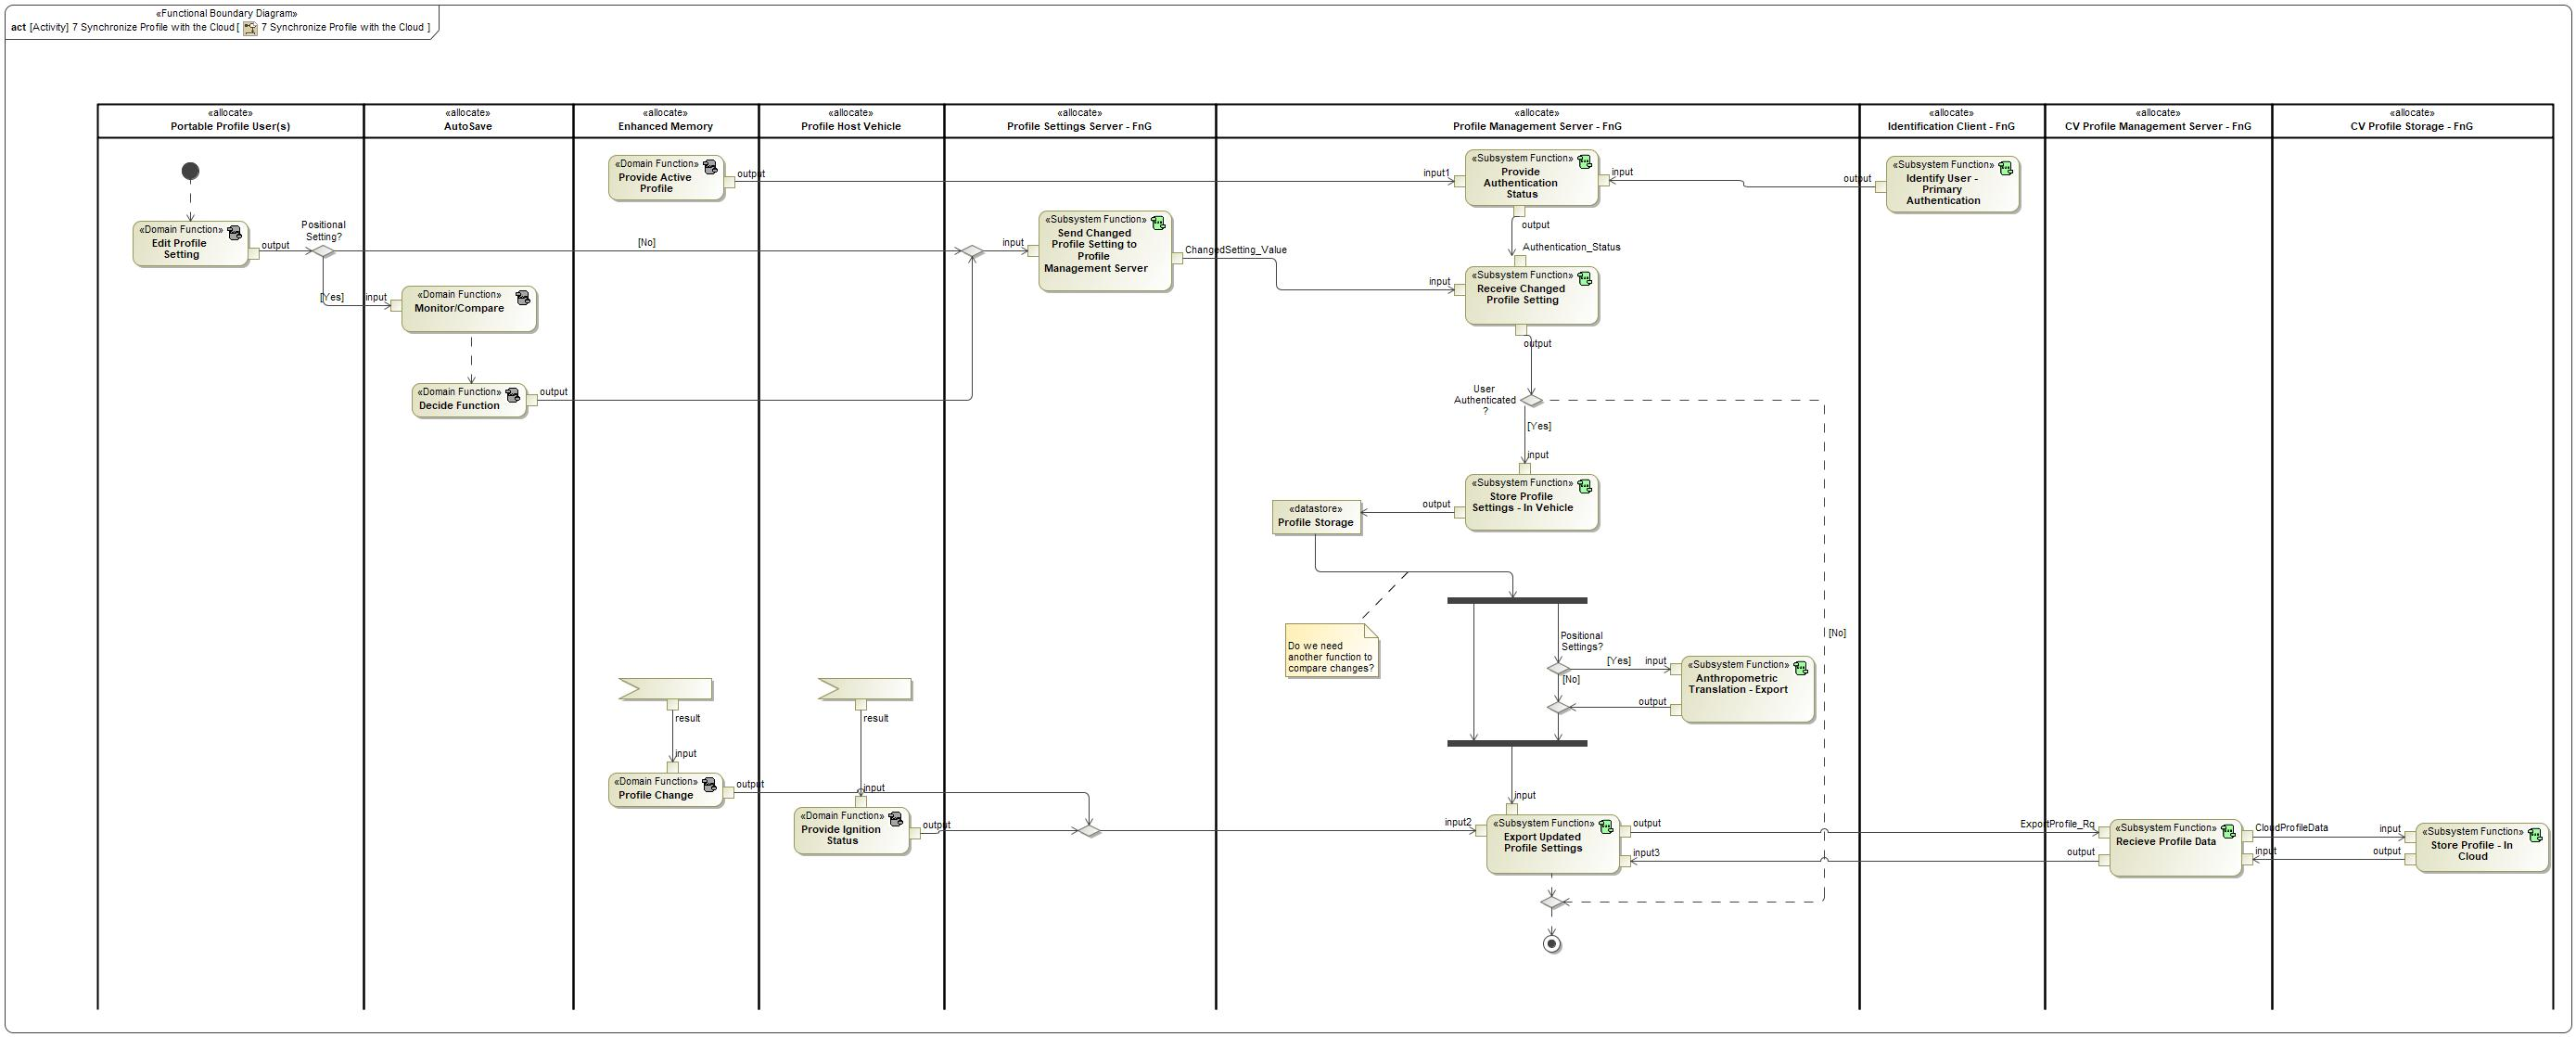 «Functional Boundary Diagram»
act [Activity] 7 Synchronize Profile with the Cloud [ 7 Synchronize Profile with the Cloud ]
«allocate»
Portable Profile User(s)
«allocate»
AutoSave
«allocate»
Enhanced Memory
«allocate»
Profile Host Vehicle
«allocate»
Profile Settings Server - FnG
«allocate»
Profile Management Server - FnG
«allocate»
Identification Client - FnG
«allocate»
CV Profile Management Server - FnG
«allocate»
CV Profile Storage - FnG
«Domain Function»
Provide Active
Profile
output
input1
«Subsystem Function»
Provide
Authentication
Status
input
output
output
«Subsystem Function»
Identify User -
Primary
Authentication
«Domain Function»
Edit Profile
Setting
output
Positional
Setting?
[No]
[Yes]
input
«Domain Function»
Monitor/Compare
«Domain Function»
Decide Function
output
input
«Subsystem Function»
Send Changed
Profile Setting to
Profile
Management Server
ChangedSetting_Value
Authentication_Status
input
«Subsystem Function»
Receive Changed
Profile Setting
output
User
Authenticated
?
[Yes]
[No]
input
«Subsystem Function»
Store Profile
Settings - In Vehicle
output
«datastore»
Profile Storage
Do we need
another function to
compare changes?
Positional
Settings?
[Yes]
input
[No]
output
«Subsystem Function»
Anthropometric
Translation - Export
result
input
«Domain Function»
Profile Change
output
result
input
«Domain Function»
Provide Ignition
Status
output
input
input2
«Subsystem Function»
Export Updated
Profile Settings
output
input3
ExportProfile_Rq
output
«Subsystem Function»
Recieve Profile Data
CloudProfileData
input
input
output
«Subsystem Function»
Store Profile - In
Cloud